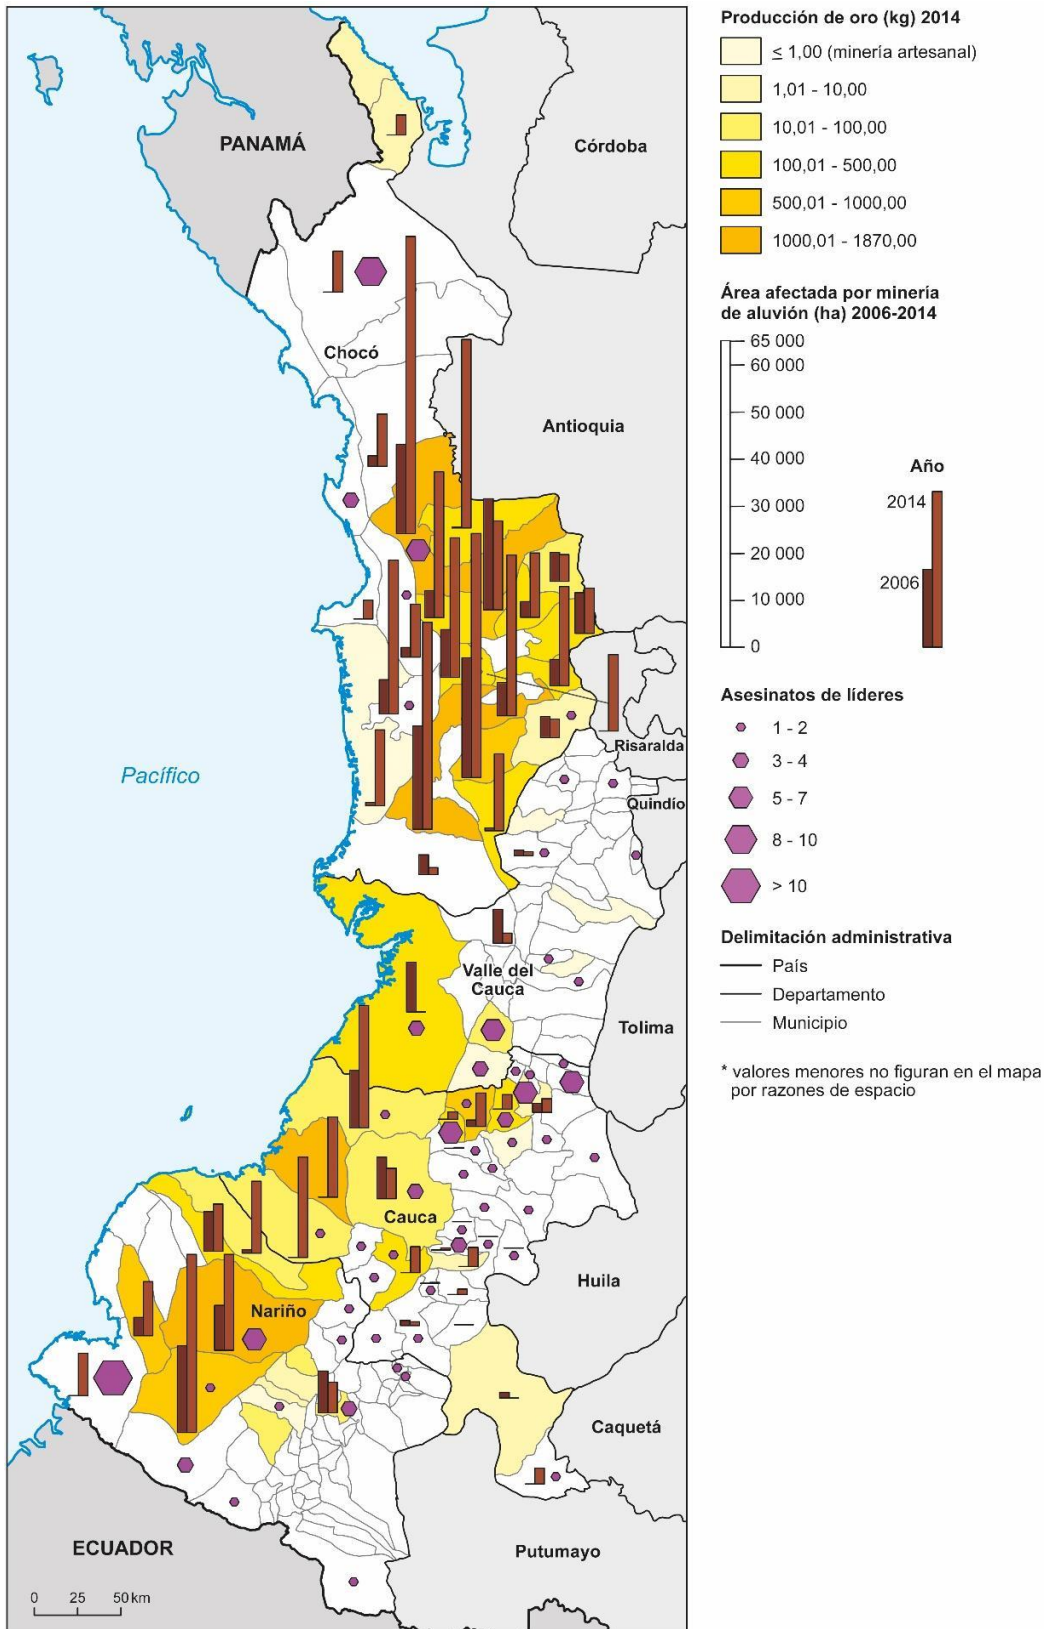 PANAMÁ
Córdoba
Chocó
Antioquia
Pacífico
Risaralda
Quindío
Valle del
Cauca
Tolima
Cauca
Huila
Nariño
Caquetá
ECUADOR
Putumayo
0 25 50 km
Producción de oro (kg) 2014
≤ 1,00 (minería artesanal)
1,01 - 10,00
10,01 - 100,00
100,01 - 500,00
500,01 - 1000,00
1000,01 - 1870,00
Área afectada por minería
de aluvión (ha) 2006-2014
65 000
60 000
50 000
40 000
30 000
20 000
10 000
0
Año
2014
2006
Asesinatos de líderes
1 - 2
3 - 4
5 - 7
8 - 10
> 10
Delimitación administrativa
País
Departamento
Municipio
* valores menores no figuran en el mapa
por razones de espacio